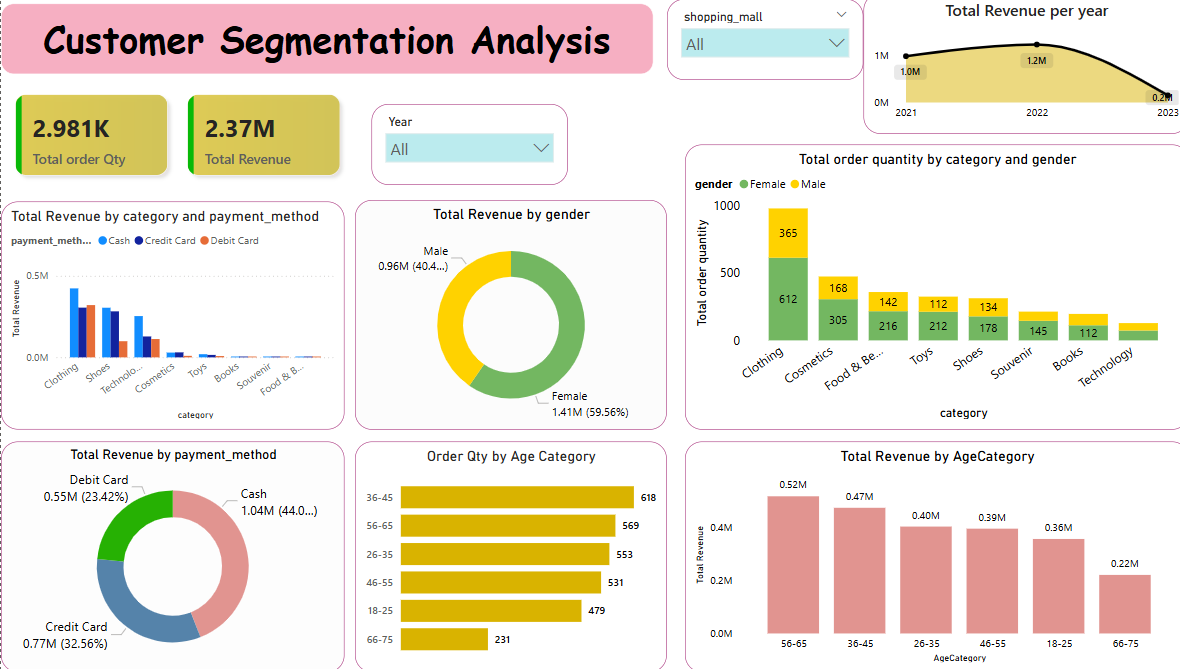 Customer Segmentation Analysis
shopping_mall
All
Total Revenue per year
1M
0M
1.0M
1.2M
0.2M
2021
2022
2023
2.981K
Total order Qty
2.37M
Total Revenue
Year
All
Total order quantity by category and gender
gender Female Male
Total order quantity
1000
500
0
365
612
168
305
142
216
112
212
134
178
145
112
Clothing
Cosmetics
Food & Be...
Toys
Shoes
Souvenir
Books
Technology
category
Total Revenue by category and payment_method
payment_meth... Cash Credit Card Debit Card
Total Revenue
0.5M
0.0M
Clothing
Shoes
Technolo...
Cosmetics
Toys
Books
Souvenir
Food & B...
category
Total Revenue by gender
Male
0.96M (40.4...)
Female
1.41M (59.56%)
Total Revenue by payment_method
Debit Card
0.55M (23.42%)
Cash
1.04M (44.0...)
Credit Card
0.77M (32.56%)
Order Qty by Age Category
36-45 618
56-65 569
26-35 553
46-55 531
18-25 479
66-75 231
Total Revenue by AgeCategory
Total Revenue
0.4M
0.2M
0.0M
0.52M
0.47M
0.40M
0.39M
0.36M
0.22M
56-65
36-45
26-35
46-55
18-25
66-75
AgeCategory